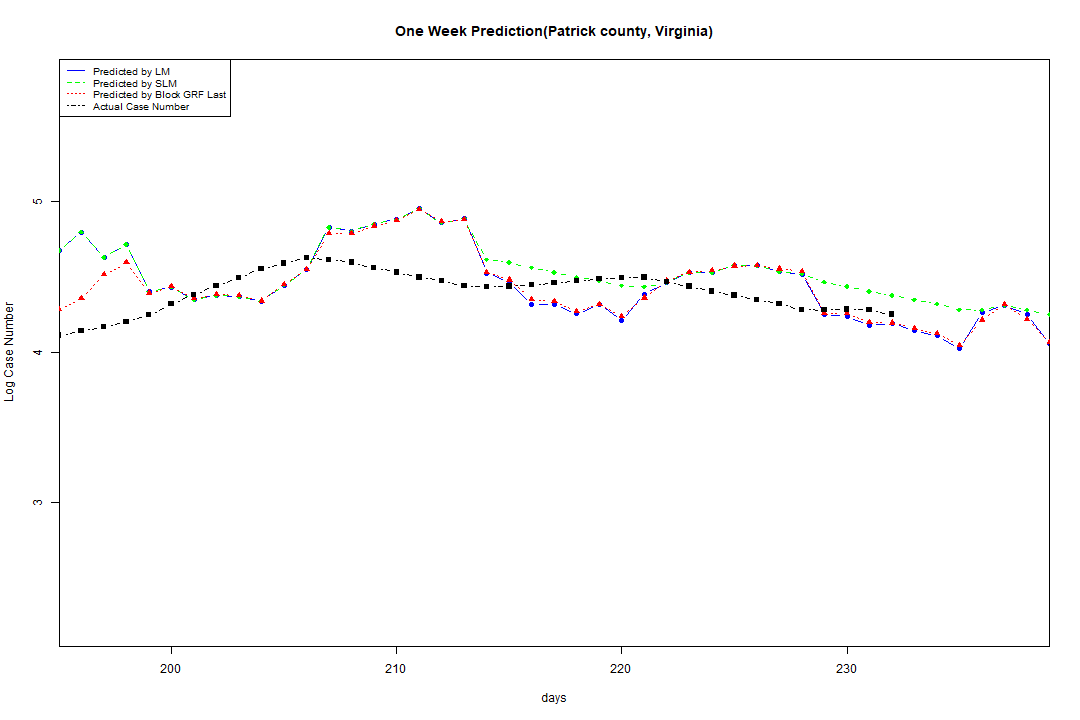 One Week Prediction(Patrick county, Virginia)
Predicted by LM
Predicted by SLM
Predicted by Block GRF Last
Actual Case Number
5
4
3
Log Case Number
200 210 220 230
days